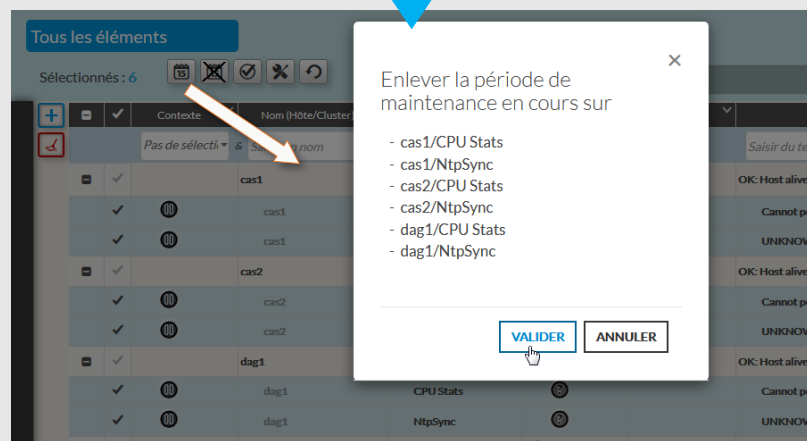 Tous les éléments
Sélectionnés : 6
15
Contexte Nom (Hôte/Cluster)
Pas de sélecti & nom Saisir du te
cas1 OK: Host alive
cas1 Cannot p
cas1 UNKNOW
cas2 OK: Host alive
cas2 Cannot p
cas2 UNKNOW
dag1 OK: Host alive
dag1 CPU Stats Cannot p
dag1 NtpSync UNKNOW
×
Enlever la période de
maintenance en cours sur
- cas1/CPU Stats
- cas1/NtpSync
- cas2/CPU Stats
- cas2/NtpSync
- dag1/CPU Stats
- dag1/NtpSync
VALIDER ANNULER